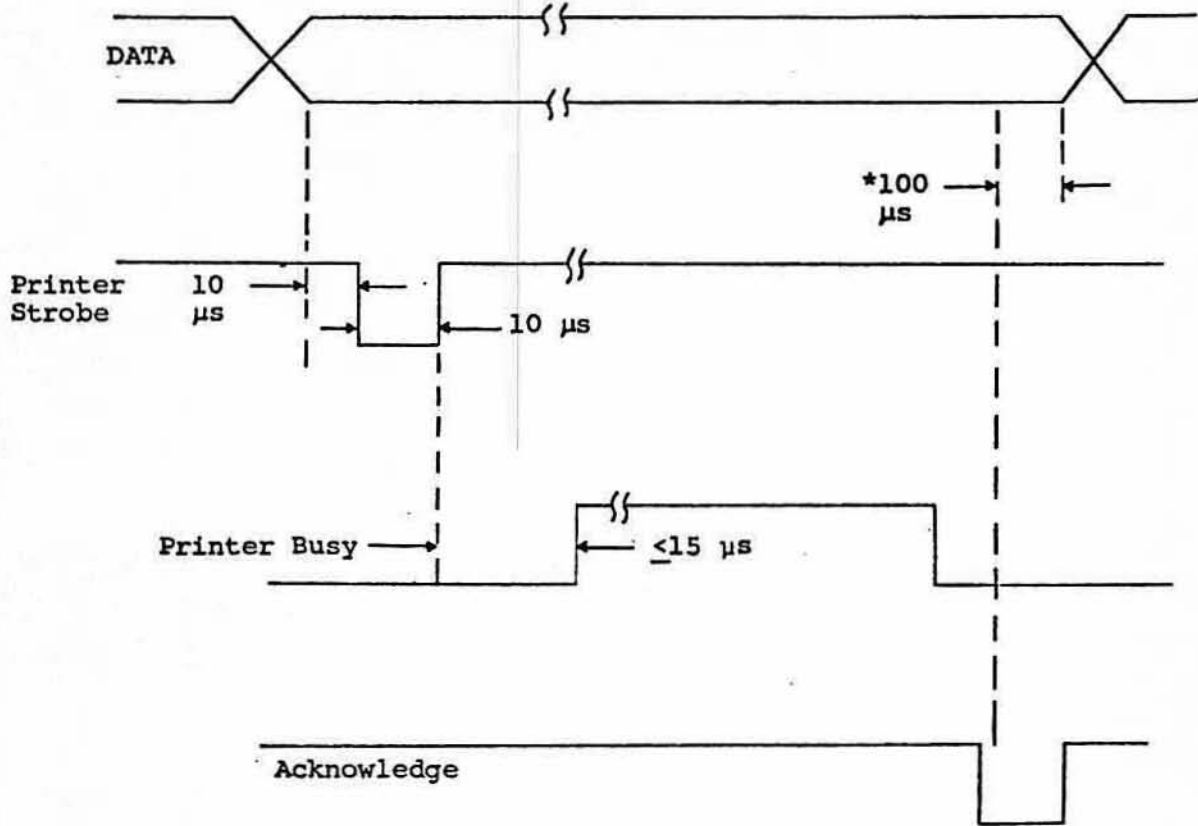 DATA
*100
µs
Printer 10
Strobe µs
10 µs
Printer Busy
≤15 µs
Acknowledge